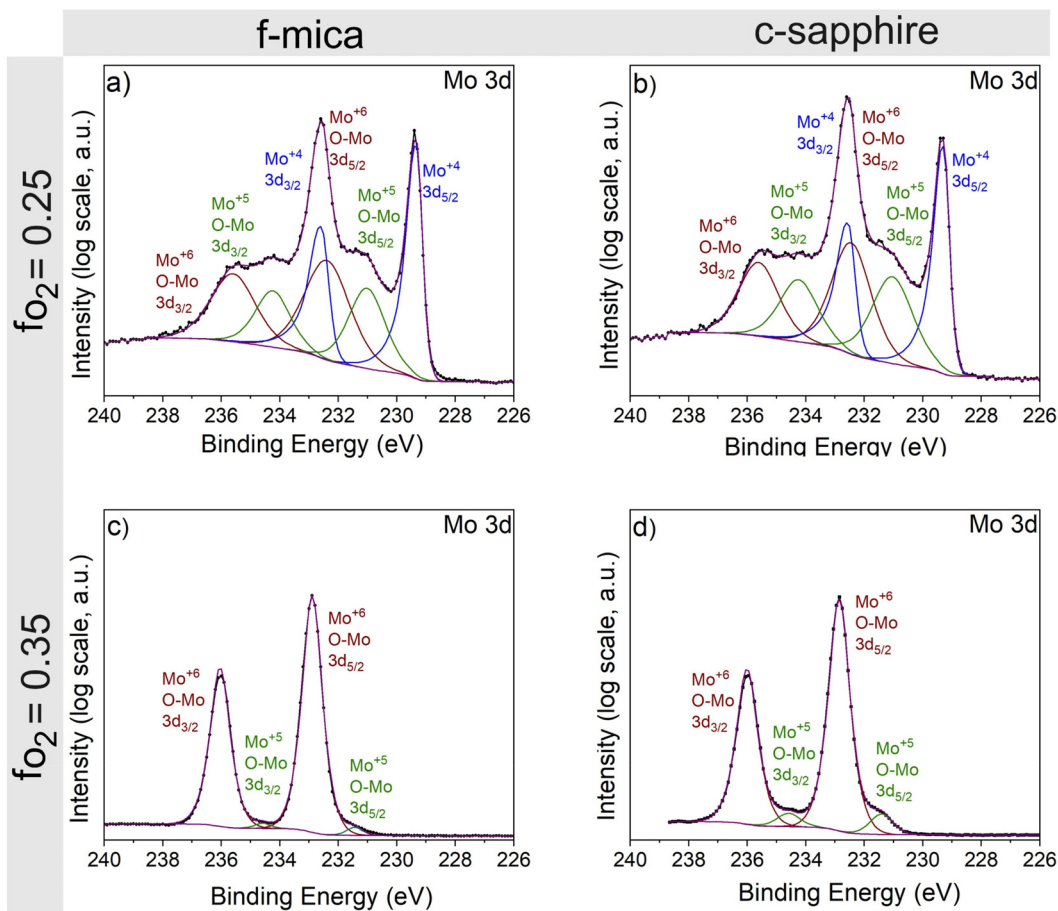 f-mica
c-sapphire
fo₂= 0.25
a)
Mo 3d
Mo⁺⁶
O-Mo
3d₃/₂
Mo⁺⁵
O-Mo
3d₃/₂
Mo⁺⁴
3d₃/₂
Mo⁺⁶
O-Mo
3d₅/₂
Mo⁺⁵
O-Mo
3d₅/₂
Mo⁺⁴
3d₅/₂
Intensity (log scale, a.u.)
240 238 236 234 232 230 228 226
Binding Energy (eV)
b)
Mo 3d
Mo⁺⁶
O-Mo
3d₃/₂
Mo⁺⁵
O-Mo
3d₃/₂
Mo⁺⁴
3d₃/₂
Mo⁺⁶
O-Mo
3d₅/₂
Mo⁺⁵
O-Mo
3d₅/₂
Mo⁺⁴
3d₅/₂
Intensity (log scale, a.u.)
240 238 236 234 232 230 228 226
Binding Energy (eV)
fo₂ = 0.35
c)
Mo 3d
Mo⁺⁶
O-Mo
3d₃/₂
Mo⁺⁵
O-Mo
3d₃/₂
Mo⁺⁶
O-Mo
3d₅/₂
Mo⁺⁵
O-Mo
3d₅/₂
Intensity (log scale, a.u.)
240 238 236 234 232 230 228 226
Binding Energy (eV)
d)
Mo 3d
Mo⁺⁶
O-Mo
3d₃/₂
Mo⁺⁵
O-Mo
3d₃/₂
Mo⁺⁶
O-Mo
3d₅/₂
Mo⁺⁵
O-Mo
3d₅/₂
Intensity (log scale, a.u.)
240 238 236 234 232 230 228 226
Binding Energy (eV)